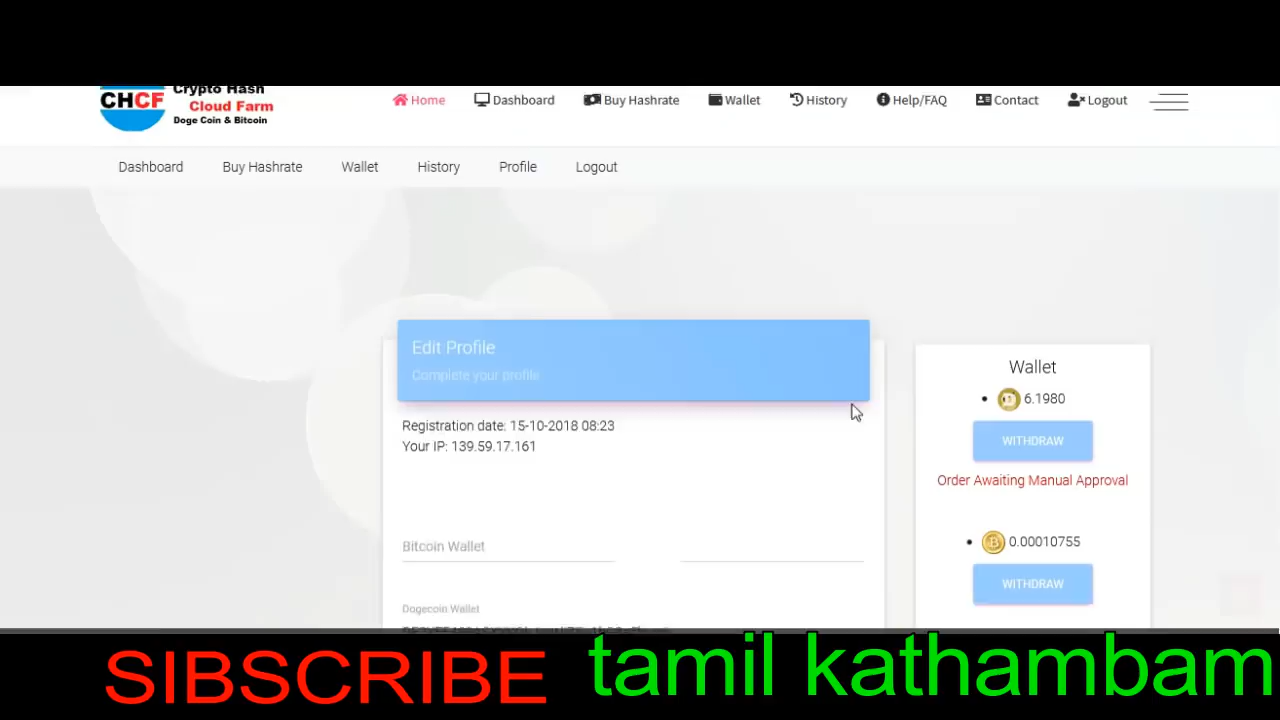 Crypto Hash
CHCF Cloud Farm
Doge Coin & Bitcoin
Home Dashboard Buy Hashrate Wallet History Help/FAQ Contact Logout
Dashboard Buy Hashrate Wallet History Profile Logout
Edit Profile
Complete your profile
Registration date: 15-10-2018 08:23
Your IP: 139.59.17.161
Bitcoin Wallet
Dogecoin Wallet
Wallet
6.1980
WITHDRAW
Order Awaiting Manual Approval
0.00010755
WITHDRAW
SIBSCRIBE tamil kathambam